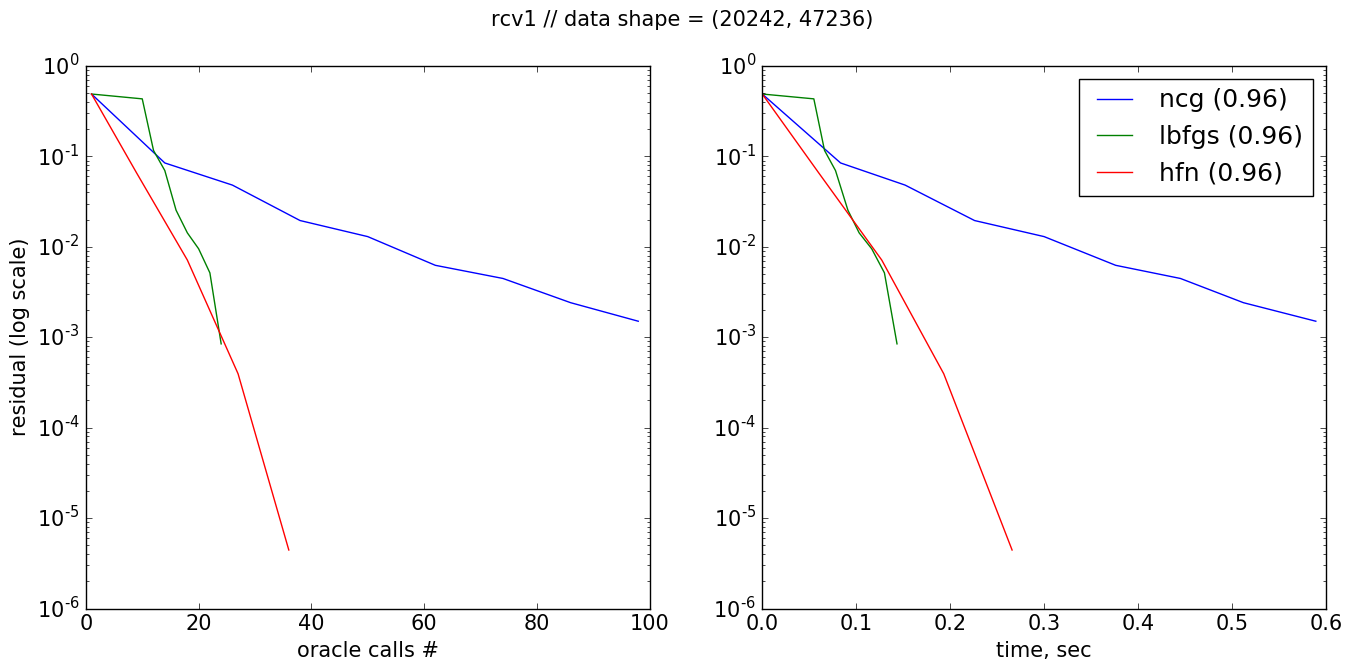 rcv1 // data shape = (20242, 47236)
residual (log scale)
10^0
10^-1
10^-2
10^-3
10^-4
10^-5
10^-6
0 20 40 60 80 100
oracle calls #
10^0
10^-1
10^-2
10^-3
10^-4
10^-5
10^-6
0.0 0.1 0.2 0.3 0.4 0.5 0.6
time, sec
ncg (0.96)
lbfgs (0.96)
hfn (0.96)